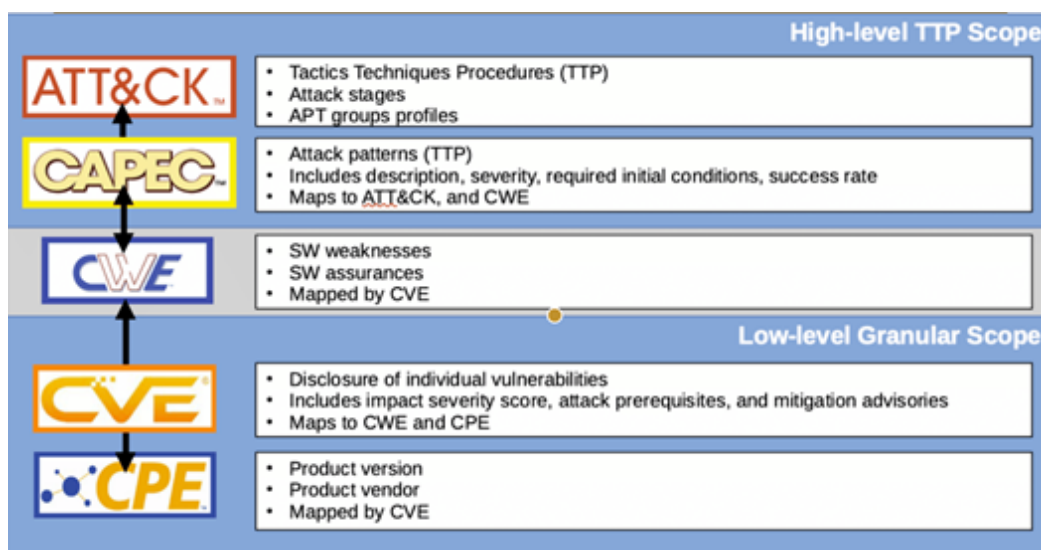 High-level TTP Scope
ATT&CK™
• Tactics Techniques Procedures (TTP)
• Attack stages
• APT groups profiles
CAPEC™
• Attack patterns (TTP)
• Includes description, severity, required initial conditions, success rate
• Maps to ATT&CK, and CWE
CWE
• SW weaknesses
• SW assurances
• Mapped by CVE
Low-level Granular Scope
CVE®
• Disclosure of individual vulnerabilities
• Includes impact severity score, attack prerequisites, and mitigation advisories
• Maps to CWE and CPE
CPE™
• Product version
• Product vendor
• Mapped by CVE